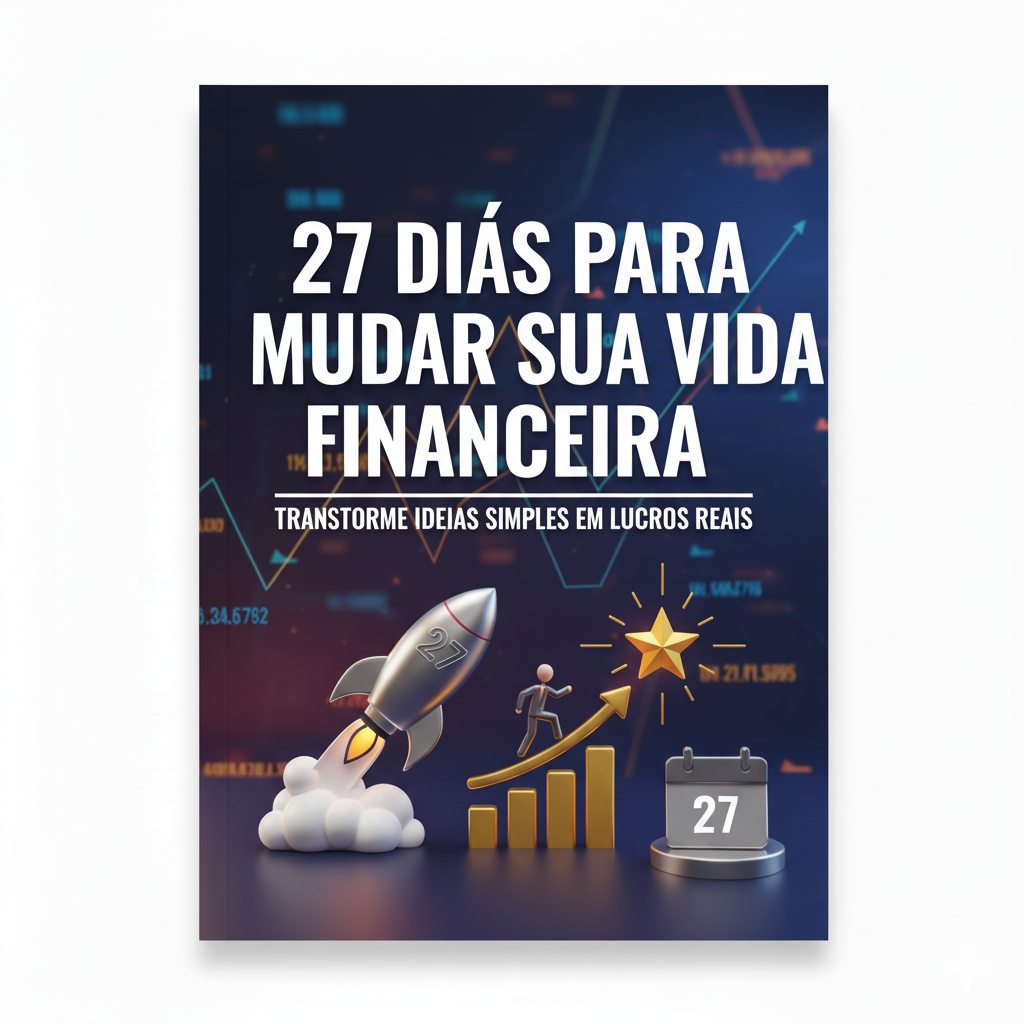 27 DIÁS PARA
MUDAR SUA VIDA
FINANCEIRA
TRANSTORME IDEIAS SIMPLES EM LUCROS REAIS
27
27